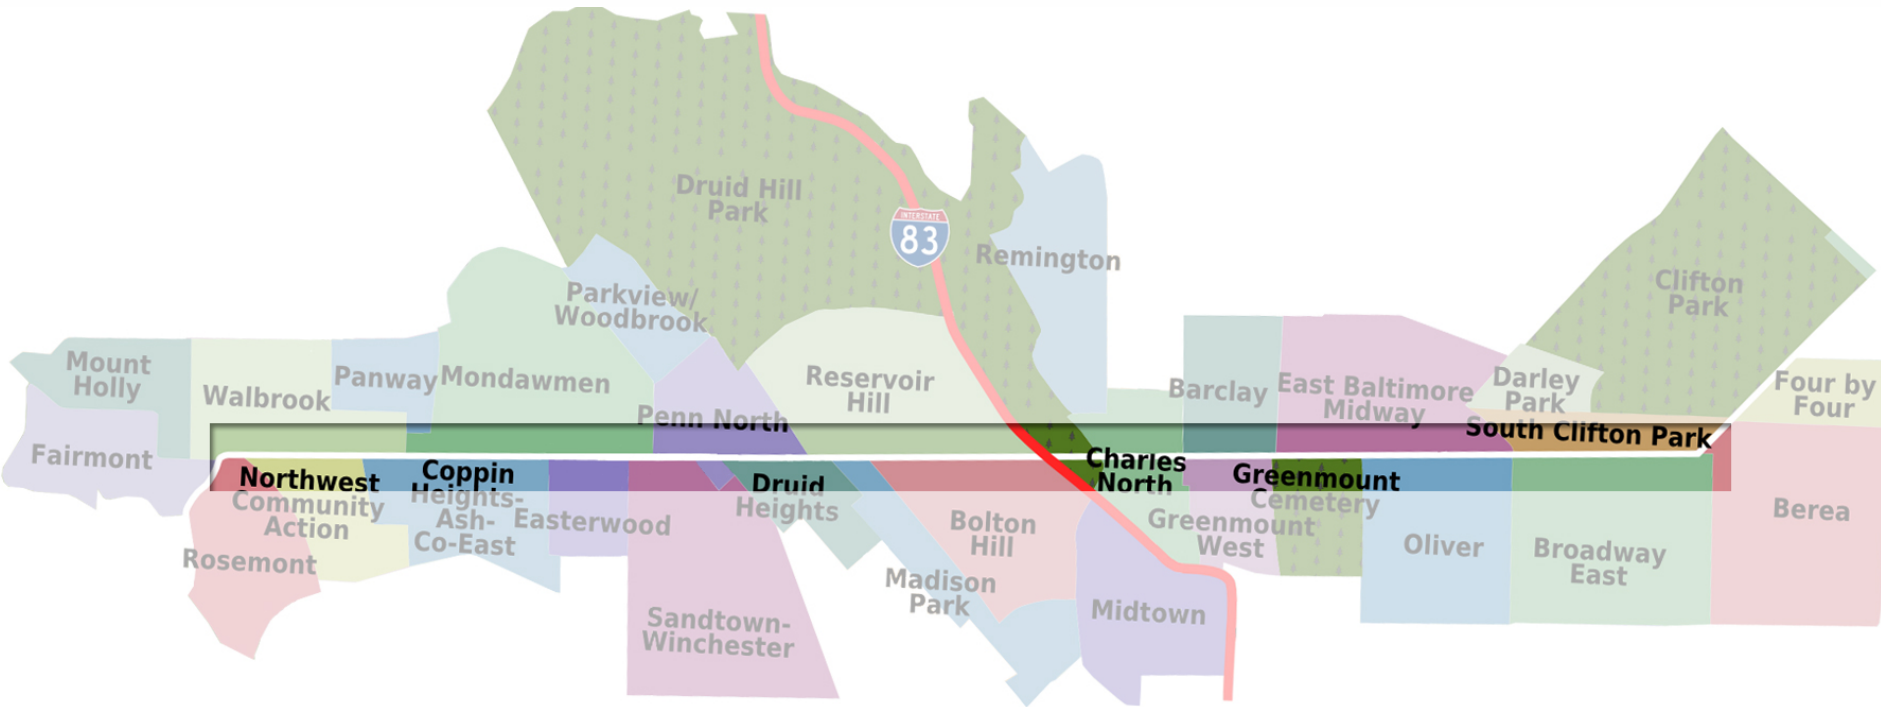 Druid Hill
Park
INTERSTATE
83
Remington
Clifton
Park
Parkview/
Woodbrook
Mount
Holly
Walbrook
Panway
Mondawmen
Penn North
Reservoir
Hill
Barclay
East Baltimore
Midway
Darley
Park
Four by
Four
South Clifton Park
Fairmont
Northwest
Community
Action
Rosemont
Coppin
Heights-
Ash-
Co-East
Easterwood
Druid
Heights
Sandtown-
Winchester
Madison
Park
Bolton
Hill
Charles
North
Midtown
Greenmount
West
Greenmount
Cemetery
Oliver
Broadway
East
Berea